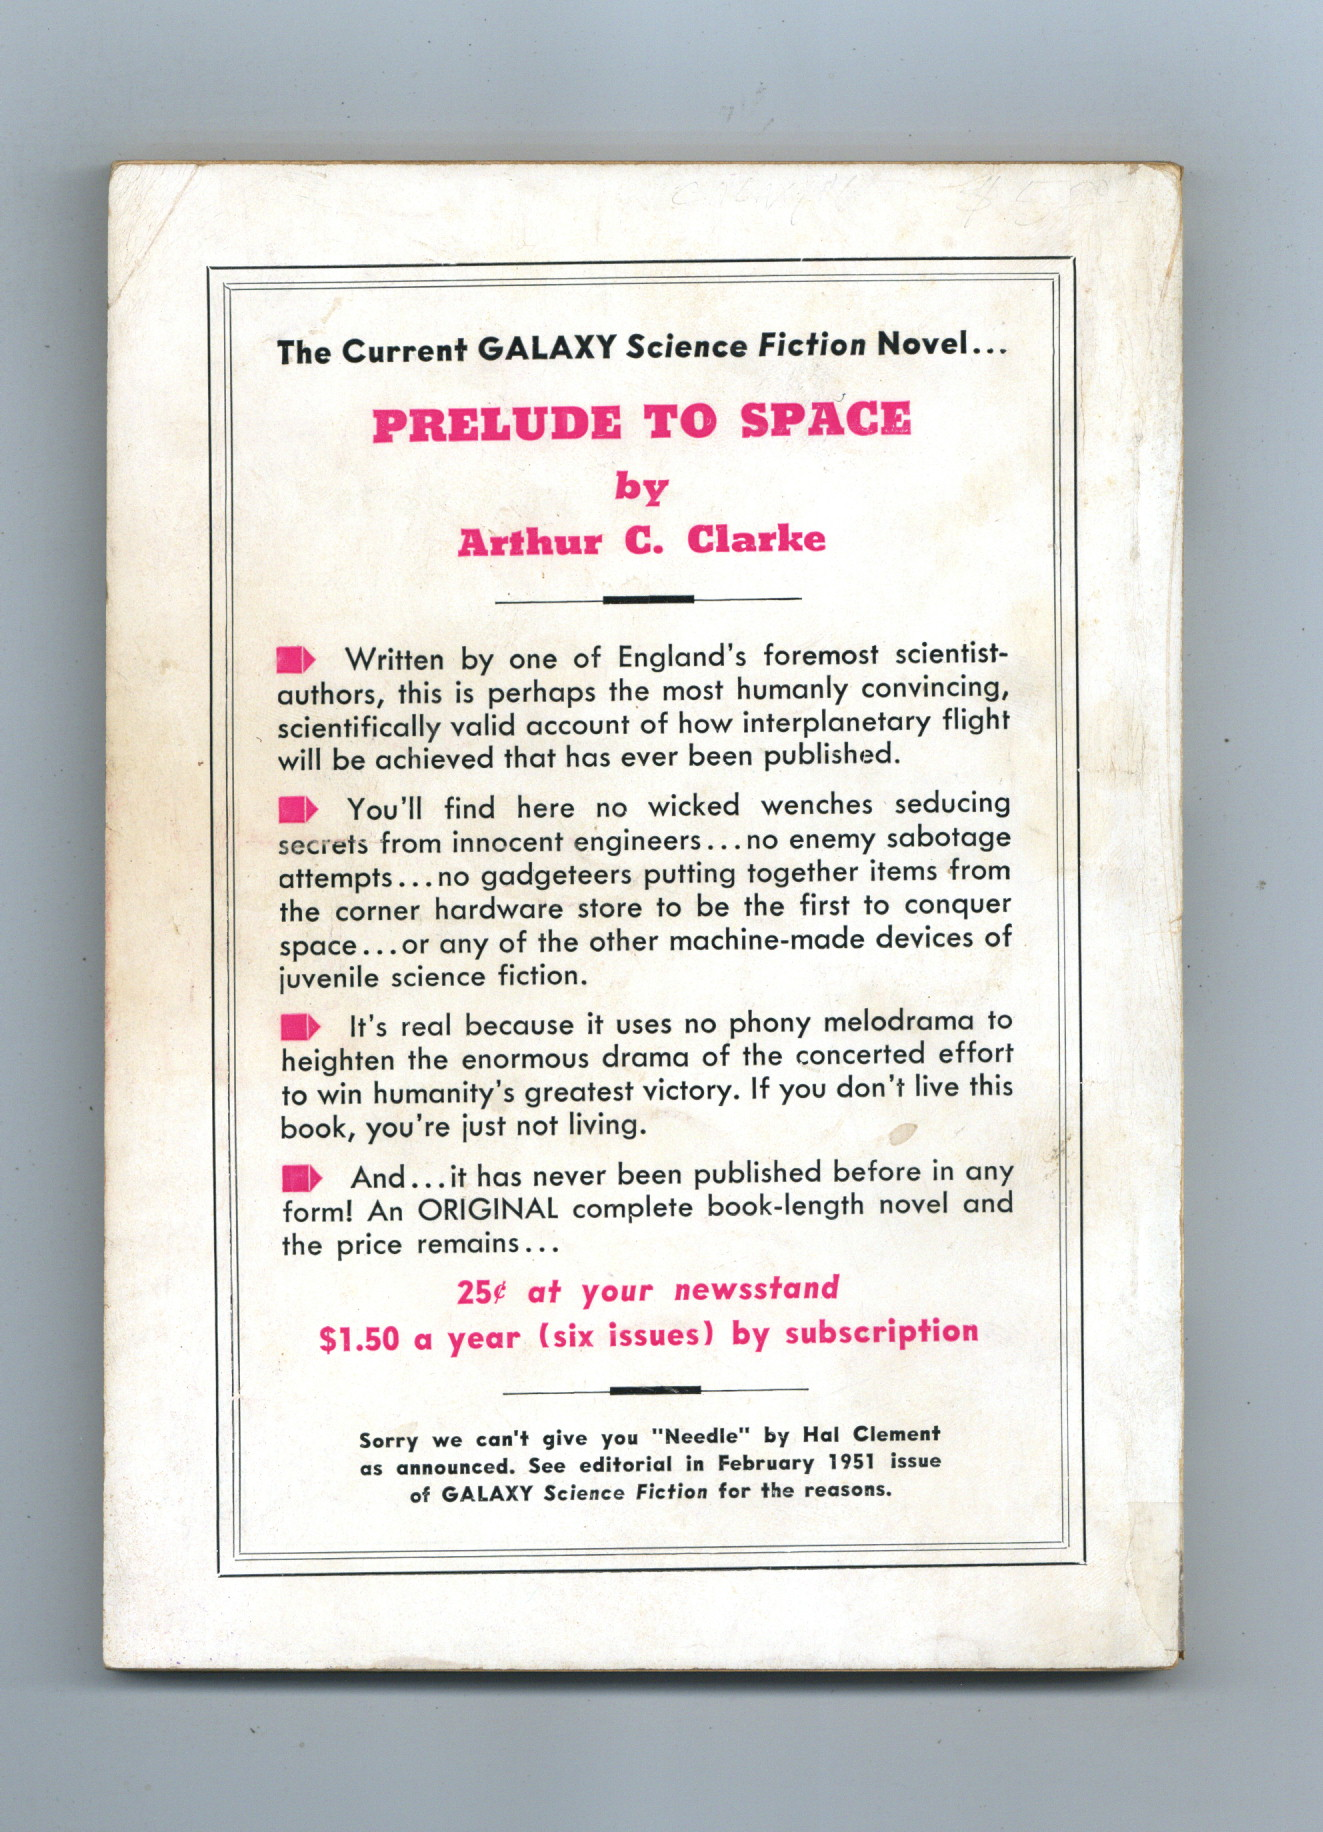 The Current GALAXY Science Fiction Novel...
PRELUDE TO SPACE
by
Arthur C. Clarke
Written by one of England's foremost scientist-
authors, this is perhaps the most humanly convincing,
scientifically valid account of how interplanetary flight
will be achieved that has ever been published.
You'll find here no wicked wenches seducing
secrets from innocent engineers...no enemy sabotage
attempts...no gadgeteers putting together items from
the corner hardware store to be the first to conquer
space...or any of the other machine-made devices of
juvenile science fiction.
It's real because it uses no phony melodrama to
heighten the enormous drama of the concerted effort
to win humanity's greatest victory. If you don't live this
book, you're just not living.
And...it has never been published before in any
form! An ORIGINAL complete book-length novel and
the price remains...
25¢ at your newsstand
$1.50 a year (six issues) by subscription
Sorry we can't give you "Needle" by Hal Clement
as announced. See editorial in February 1951 issue
of GALAXY Science Fiction for the reasons.